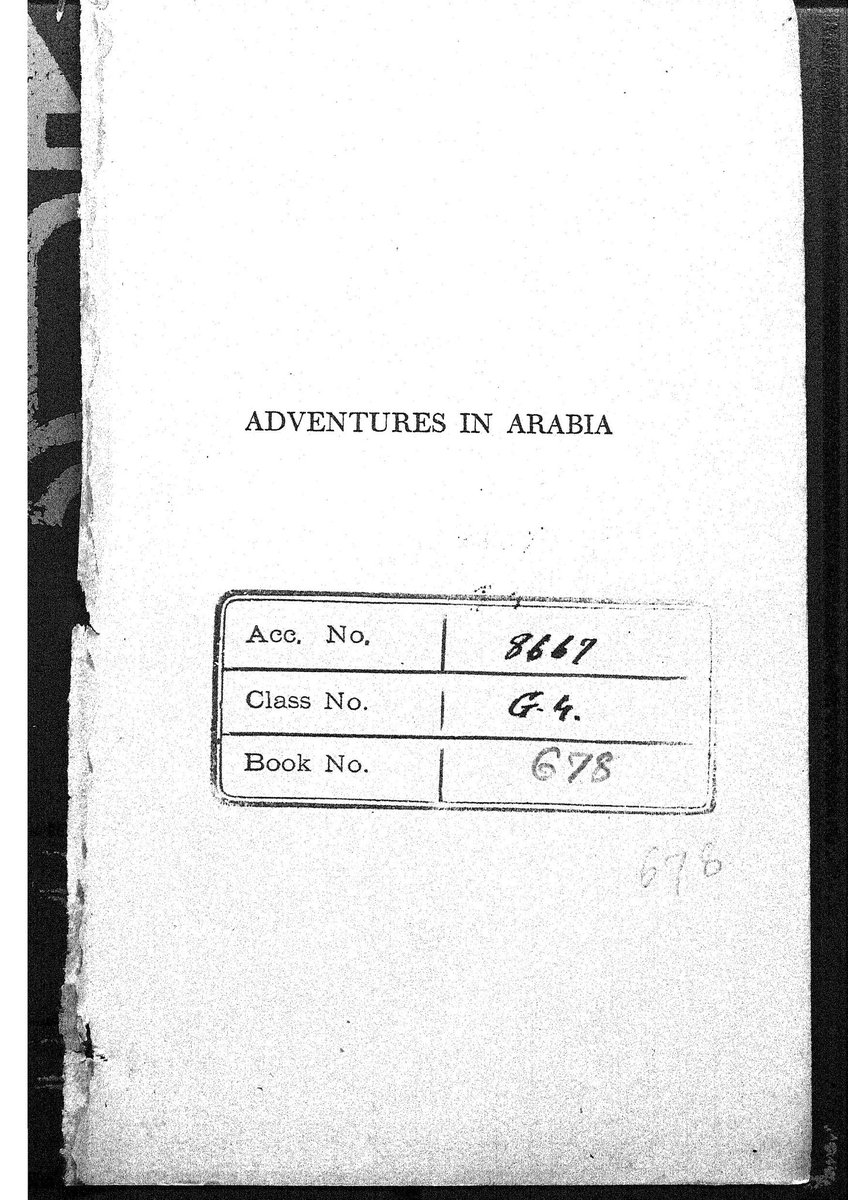 ADVENTURES IN ARABIA
Acc. No. 8667
Class No. G.4.
Book No. 678
678